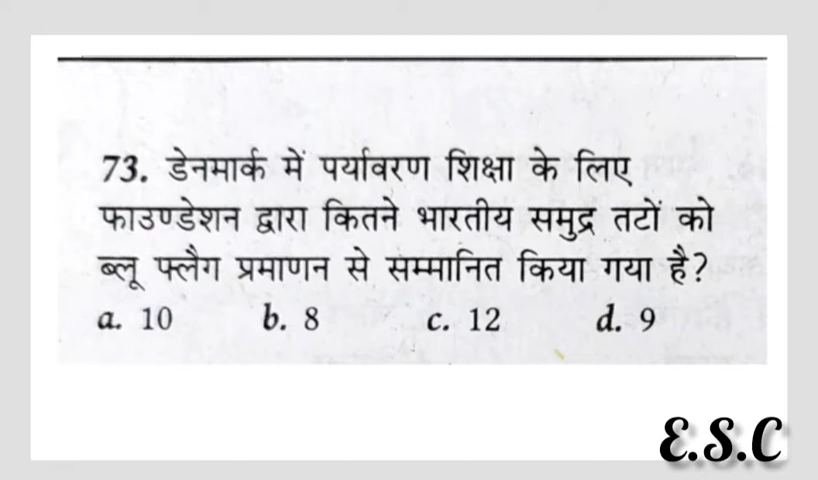 73. डेनमार्क में पर्यावरण शिक्षा के लिए
फाउण्डेशन द्वारा कितने भारतीय समुद्र तटों को
ब्लू फ्लैग प्रमाणन से सम्मानित किया गया है?
a. 10 b. 8 c. 12 d. 9
E.S.C